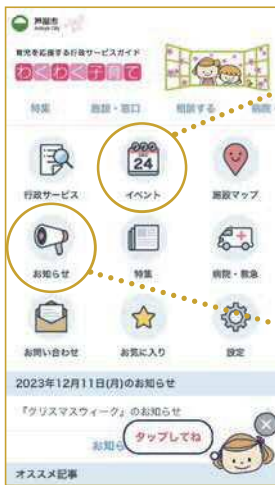 芦屋市
Ashiya City
育児を応援する行政サービスガイド
わくわく子育て
特集 施設・窓口 相談する 病院
行政サービス イベント 施設マップ
24
お知らせ 特集 病院・救急
お問い合わせ お気に入り 設定
2023年12月11日(月)のお知らせ
『クリスマスウィーク』のお知らせ
お知ら
タップしてね
オススメ記事